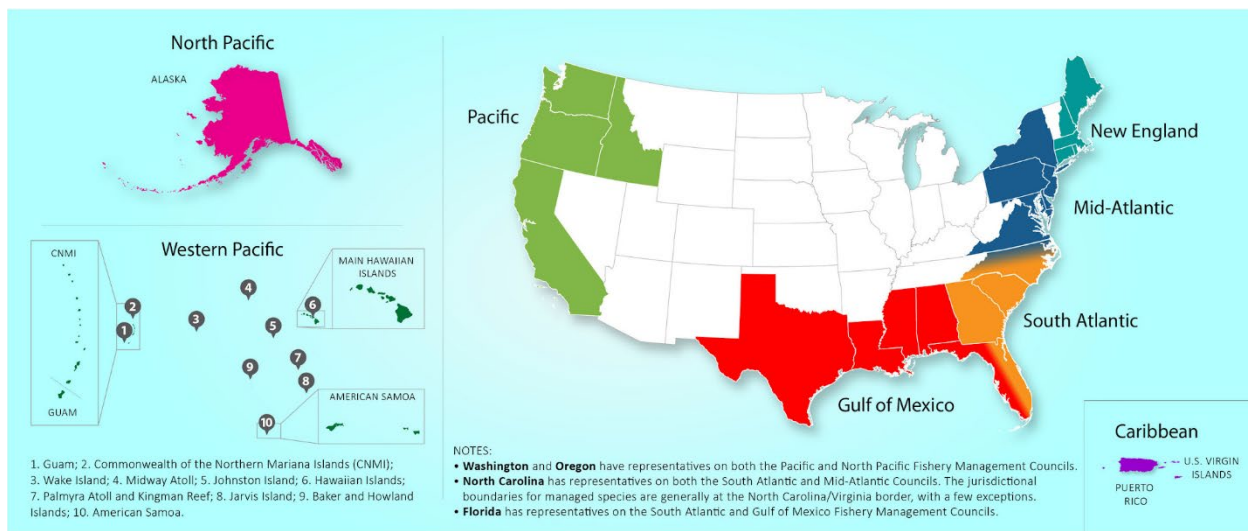 North Pacific
ALASKA
Western Pacific
CNMI
GUAM
MAIN HAWAIIAN
ISLANDS
AMERICAN SAMOA
1
2
3
4
5
6
7
8
9
10
1. Guam; 2. Commonwealth of the Northern Mariana Islands (CNMI);
3. Wake Island; 4. Midway Atoll; 5. Johnston Island; 6. Hawaiian Islands;
7. Palmyra Atoll and Kingman Reef; 8. Jarvis Island; 9. Baker and Howland
Islands; 10. American Samoa.
Pacific
New England
Mid-Atlantic
South Atlantic
Gulf of Mexico
NOTES:
• Washington and Oregon have representatives on both the Pacific and North Pacific Fishery Management Councils.
• North Carolina has representatives on both the South Atlantic and Mid-Atlantic Councils. The jurisdictional
boundaries for managed species are generally at the North Carolina/Virginia border, with a few exceptions.
• Florida has representatives on the South Atlantic and Gulf of Mexico Fishery Management Councils.
Caribbean
U.S. VIRGIN
ISLANDS
PUERTO
RICO